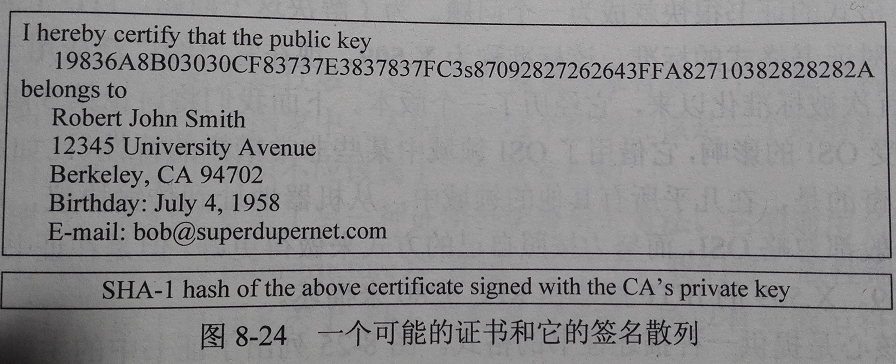 I hereby certify that the public key
19836A8B03030CF83737E3837837FC3s87092827262643FFA82710382828282A
belongs to
Robert John Smith
12345 University Avenue
Berkeley, CA 94702
Birthday: July 4, 1958
E-mail: bob@superdupernet.com
SHA-1 hash of the above certificate signed with the CA's private key
图 8-24 一个可能的证书和它的签名散列